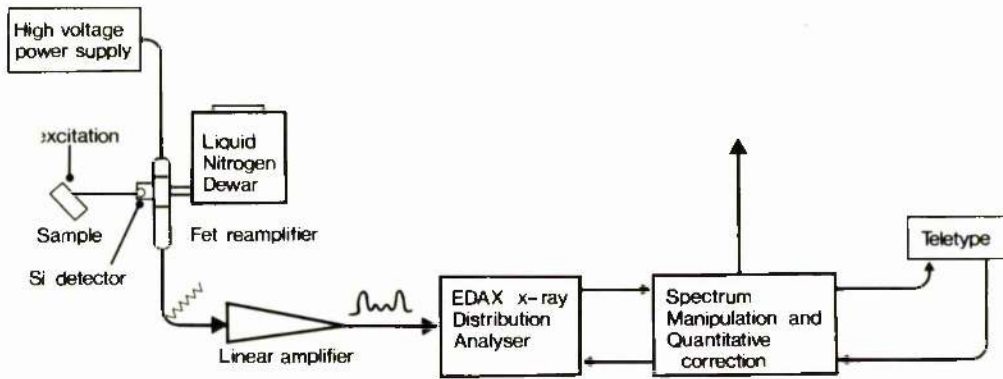 High voltage
power supply
excitation
Liquid
Nitrogen
Dewar
Sample
Fet reamplifier
Si detector
Teletype
EDAX x-ray
Distribution
Analyser
Spectrum
Manipulation and
Quantitative
correction
Linear amplifier